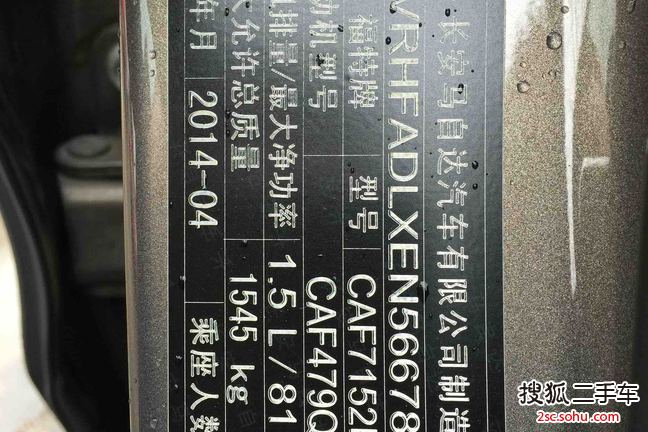 长安马自达汽车有限公司制造
VRHFADLXEN56678
福特牌 型号 CAF7152
动机型号 CAF479Q
排量/最大净功率 1.5L/81
允许总质量 1545 kg
年月 2014-04 乘座人数
搜狐二手车
2sc.sohu.com